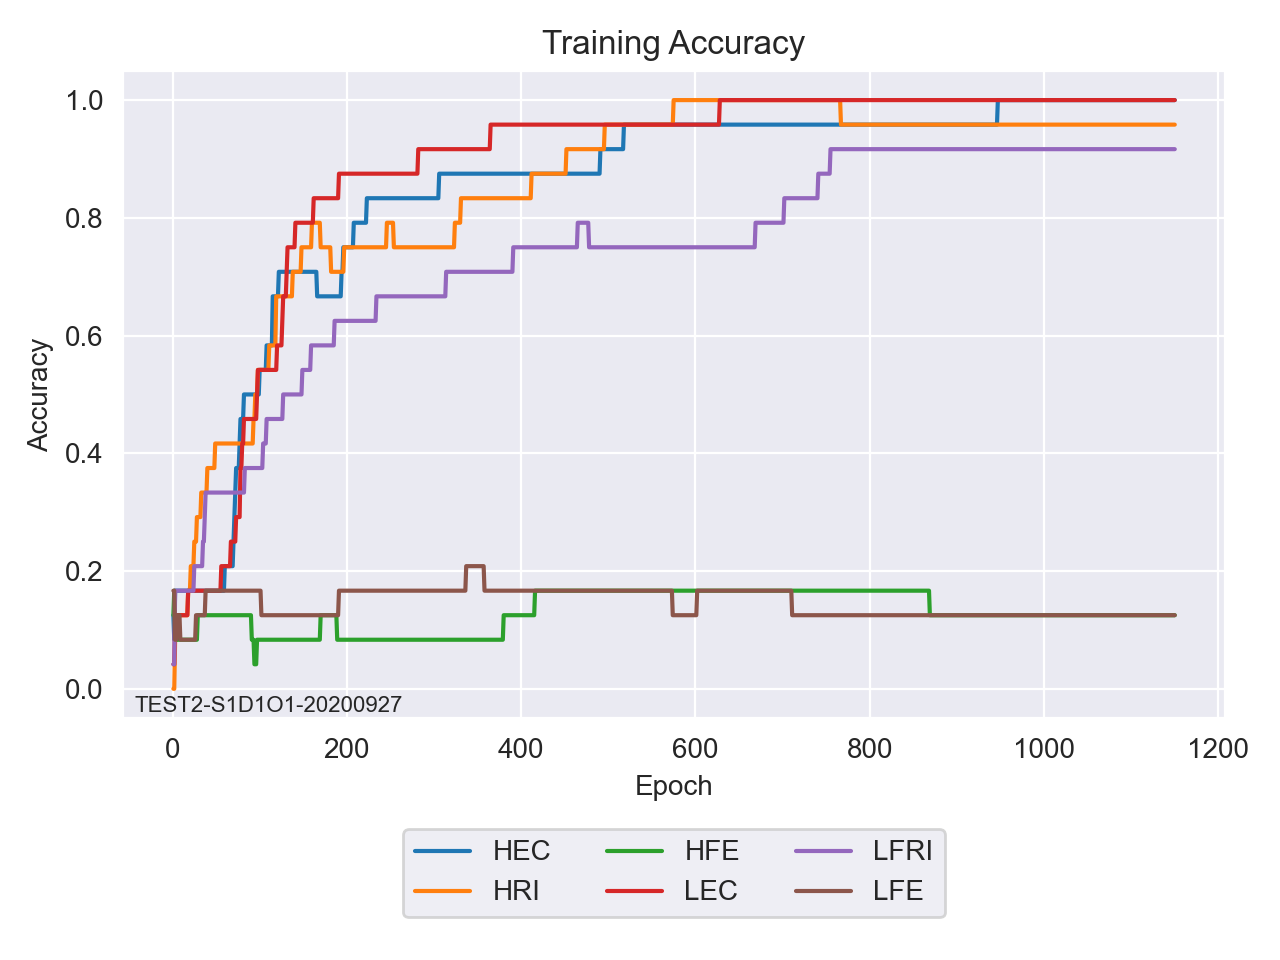 Training Accuracy
1.0
0.8
0.6
0.4
0.2
0.0
Accuracy
TEST2-S1D1O1-20200927
0 200 400 600 800 1000 1200
Epoch
HEC HFE LFRI
HRI LEC LFE